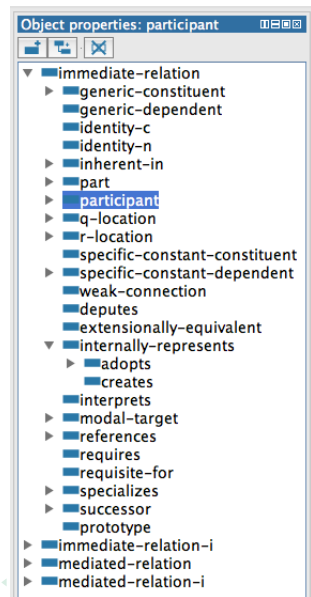 Object properties: participant
immediate-relation
generic-constituent
generic-dependent
identity-c
identity-n
inherent-in
part
participant
q-location
r-location
specific-constant-constituent
specific-constant-dependent
weak-connection
deputes
extensionally-equivalent
internally-represents
adopts
creates
interprets
modal-target
references
requires
requisite-for
specializes
successor
prototype
immediate-relation-i
mediated-relation
mediated-relation-i